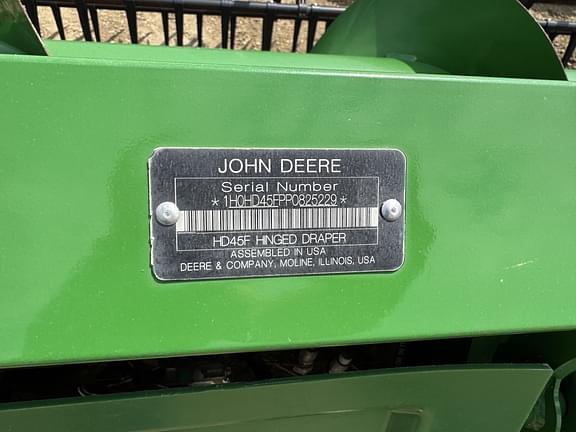 JOHN DEERE
Serial Number
*1H0HD45FPP0825229*
HD45F HINGED DRAPER
ASSEMBLED IN USA
DEERE & COMPANY, MOLINE, ILLINOIS, USA